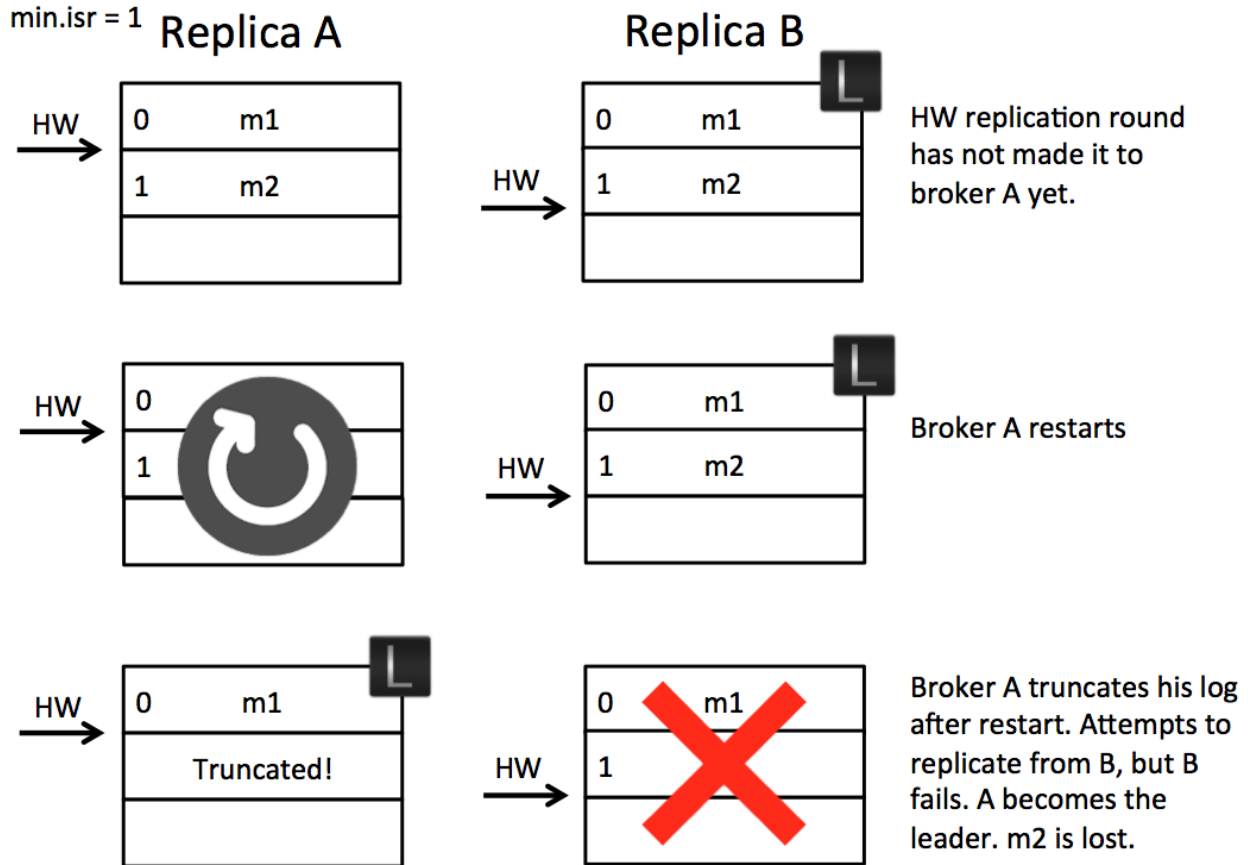 min.isr = 1
Replica A
Replica B
L
HW
0 m1
1 m2
HW
0 m1
1 m2
HW replication round
has not made it to
broker A yet.
L
HW
0
1
HW
0 m1
1 m2
Broker A restarts
L
HW
0 m1
Truncated!
HW
0 m1
1
Broker A truncates his log
after restart. Attempts to
replicate from B, but B
fails. A becomes the
leader. m2 is lost.